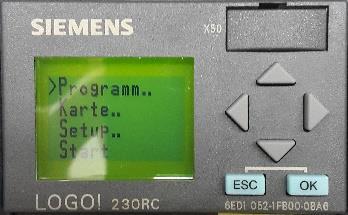 SIEMENS
X50
>Programm..
Karte..
Setup..
Start
ESC
OK
LOGO! 230RC
6ED1 052-1FB00-0BA6